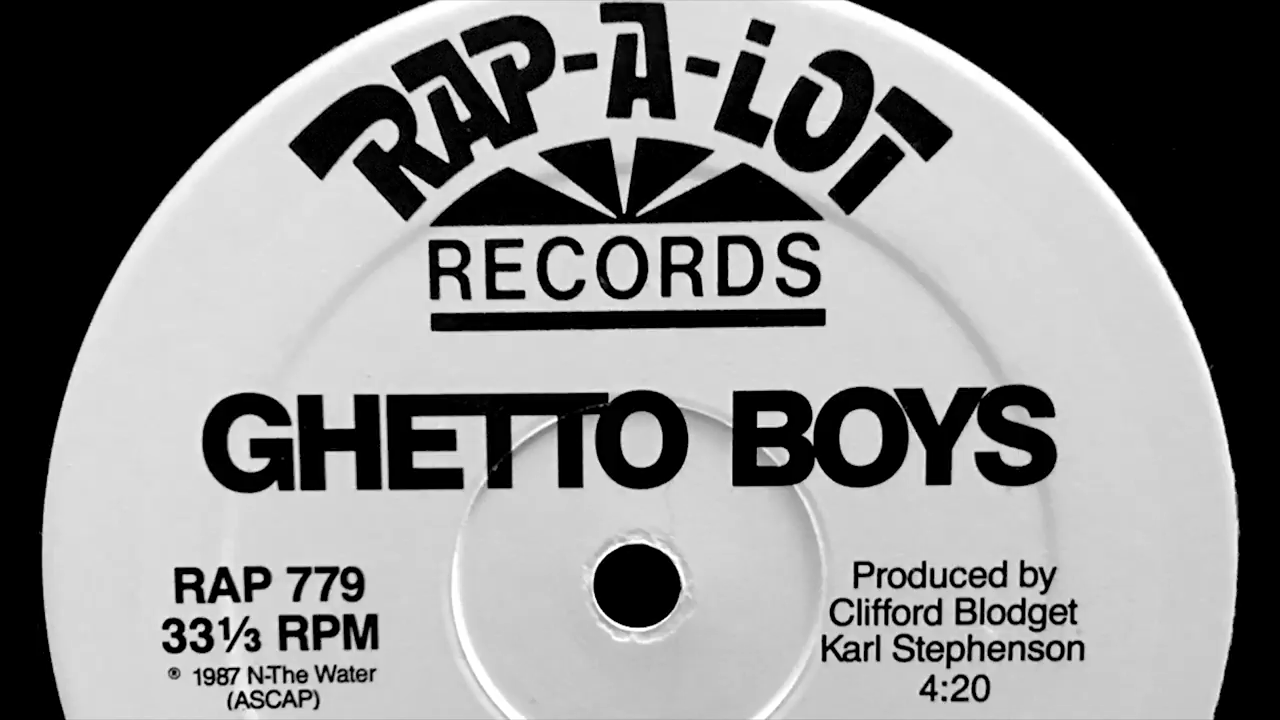 RAP-A-LOT
RECORDS
GHETTO BOYS
RAP 779
33⅓ RPM
℗ 1987 N-The Water
(ASCAP)
Produced by
Clifford Blodget
Karl Stephenson
4:20